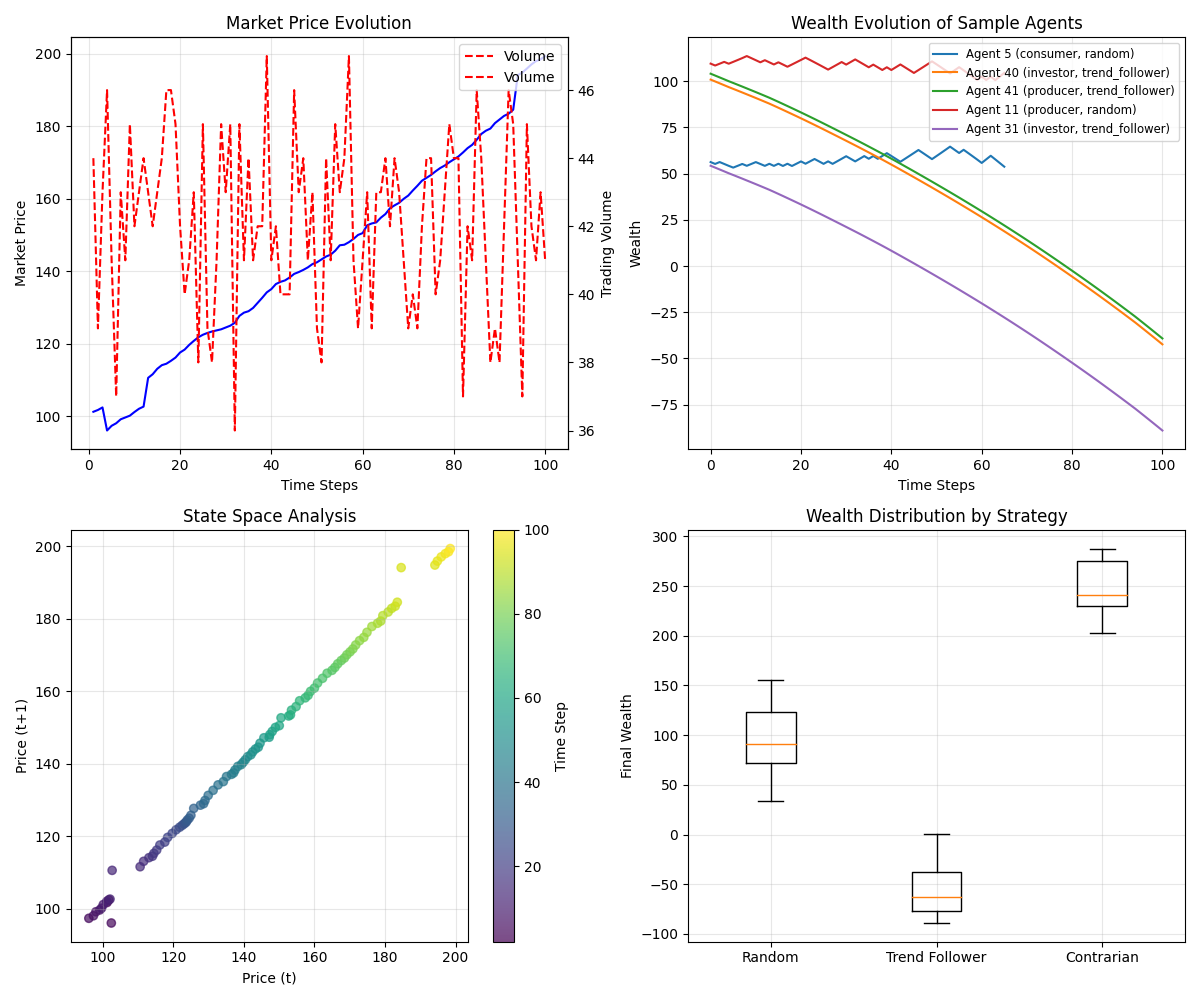 Market Price Evolution
Volume
Volume
200
180
160
140
120
100
Market Price
46
44
42
40
38
36
Trading Volume
0 20 40 60 80 100
Time Steps
Wealth Evolution of Sample Agents
Agent 5 (consumer, random)
Agent 40 (investor, trend_follower)
Agent 41 (producer, trend_follower)
Agent 11 (producer, random)
Agent 31 (investor, trend_follower)
100
75
50
25
0
−25
−50
−75
Wealth
0 20 40 60 80 100
Time Steps
State Space Analysis
200
180
160
140
120
100
Price (t+1)
100 120 140 160 180 200
Price (t)
100
80
60
40
20
Time Step
Wealth Distribution by Strategy
300
250
200
150
100
50
0
−50
−100
Final Wealth
Random Trend Follower Contrarian